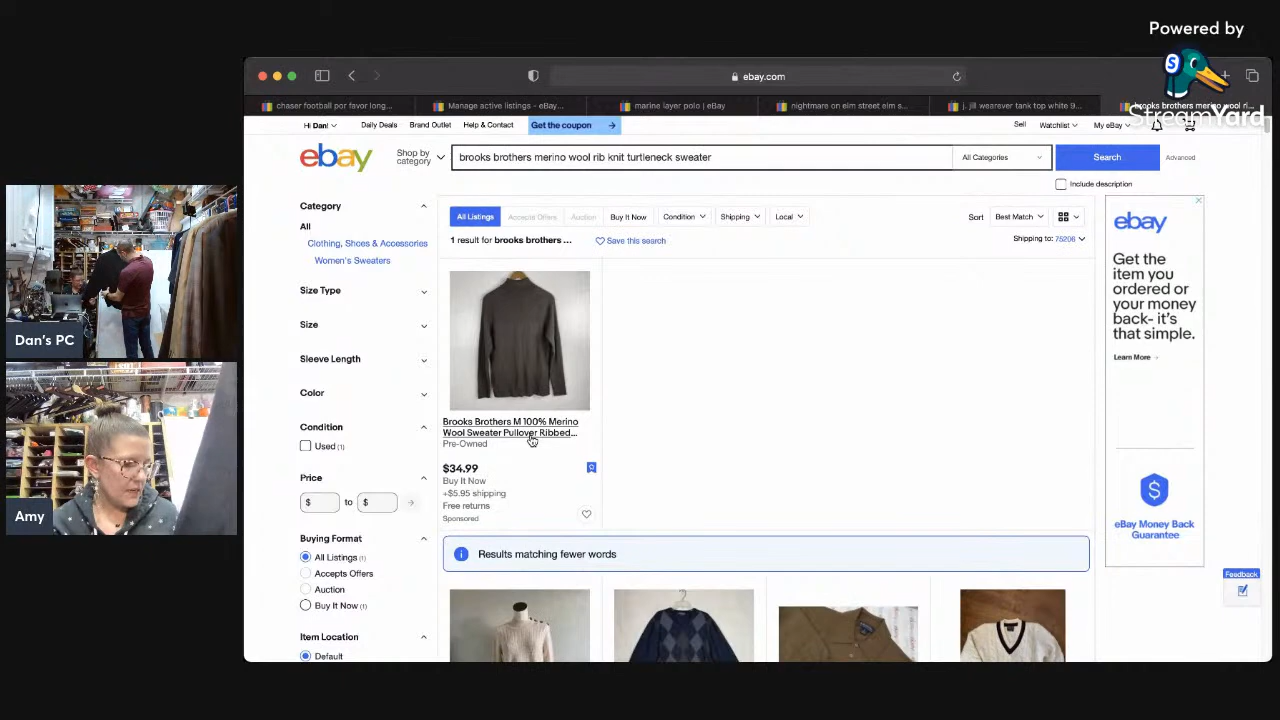 Powered by
StreamYard
ebay.com
chaser football por favor long...
Manage active listings - eBay...
marine layer polo | eBay
nightmare on elm street elm s...
j. jill wearever tank top white 9...
brooks brothers merino wool ri...
Hi Dan!
Daily Deals
Brand Outlet
Help & Contact
Get the coupon
Sell
Watchlist
My eBay
ebay
Shop by
category
brooks brothers merino wool rib knit turtleneck sweater
All Categories
Search
Advanced
Include description
Category
All
Clothing, Shoes & Accessories
Women's Sweaters
Size Type
Size
Sleeve Length
Color
Condition
Used (1)
Price
$ to $
Buying Format
All Listings (1)
Accepts Offers
Auction
Buy It Now (1)
Item Location
Default
All Listings
Accepts Offers
Auction
Buy It Now
Condition
Shipping
Local
Sort
Best Match
1 result for brooks brothers ...
Save this search
Shipping to: 75206
Brooks Brothers M 100% Merino
Wool Sweater Pullover Ribbed...
Pre-Owned
$34.99
Buy It Now
+$5.95 shipping
Free returns
Sponsored
Results matching fewer words
ebay
Get the
item you
ordered or
your money
back- it's
that simple.
Learn More
eBay Money Back
Guarantee
Feedback
Dan's PC
Amy